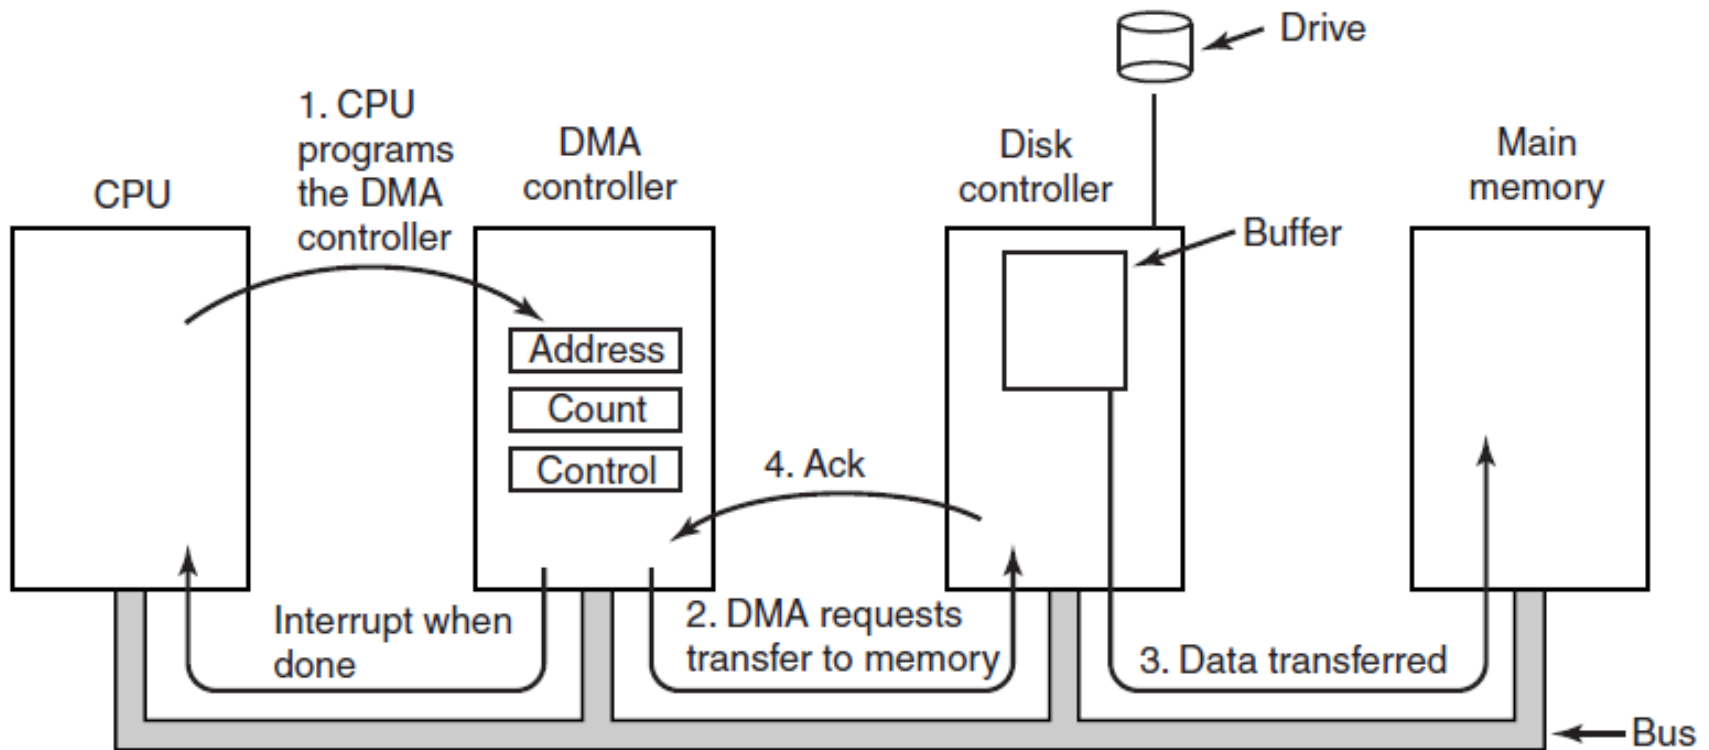 Drive
1. CPU
programs
the DMA
controller
CPU
DMA
controller
Disk
controller
Main
memory
Buffer
Address
Count
Control
4. Ack
Interrupt when
done
2. DMA requests
transfer to memory
3. Data transferred
Bus